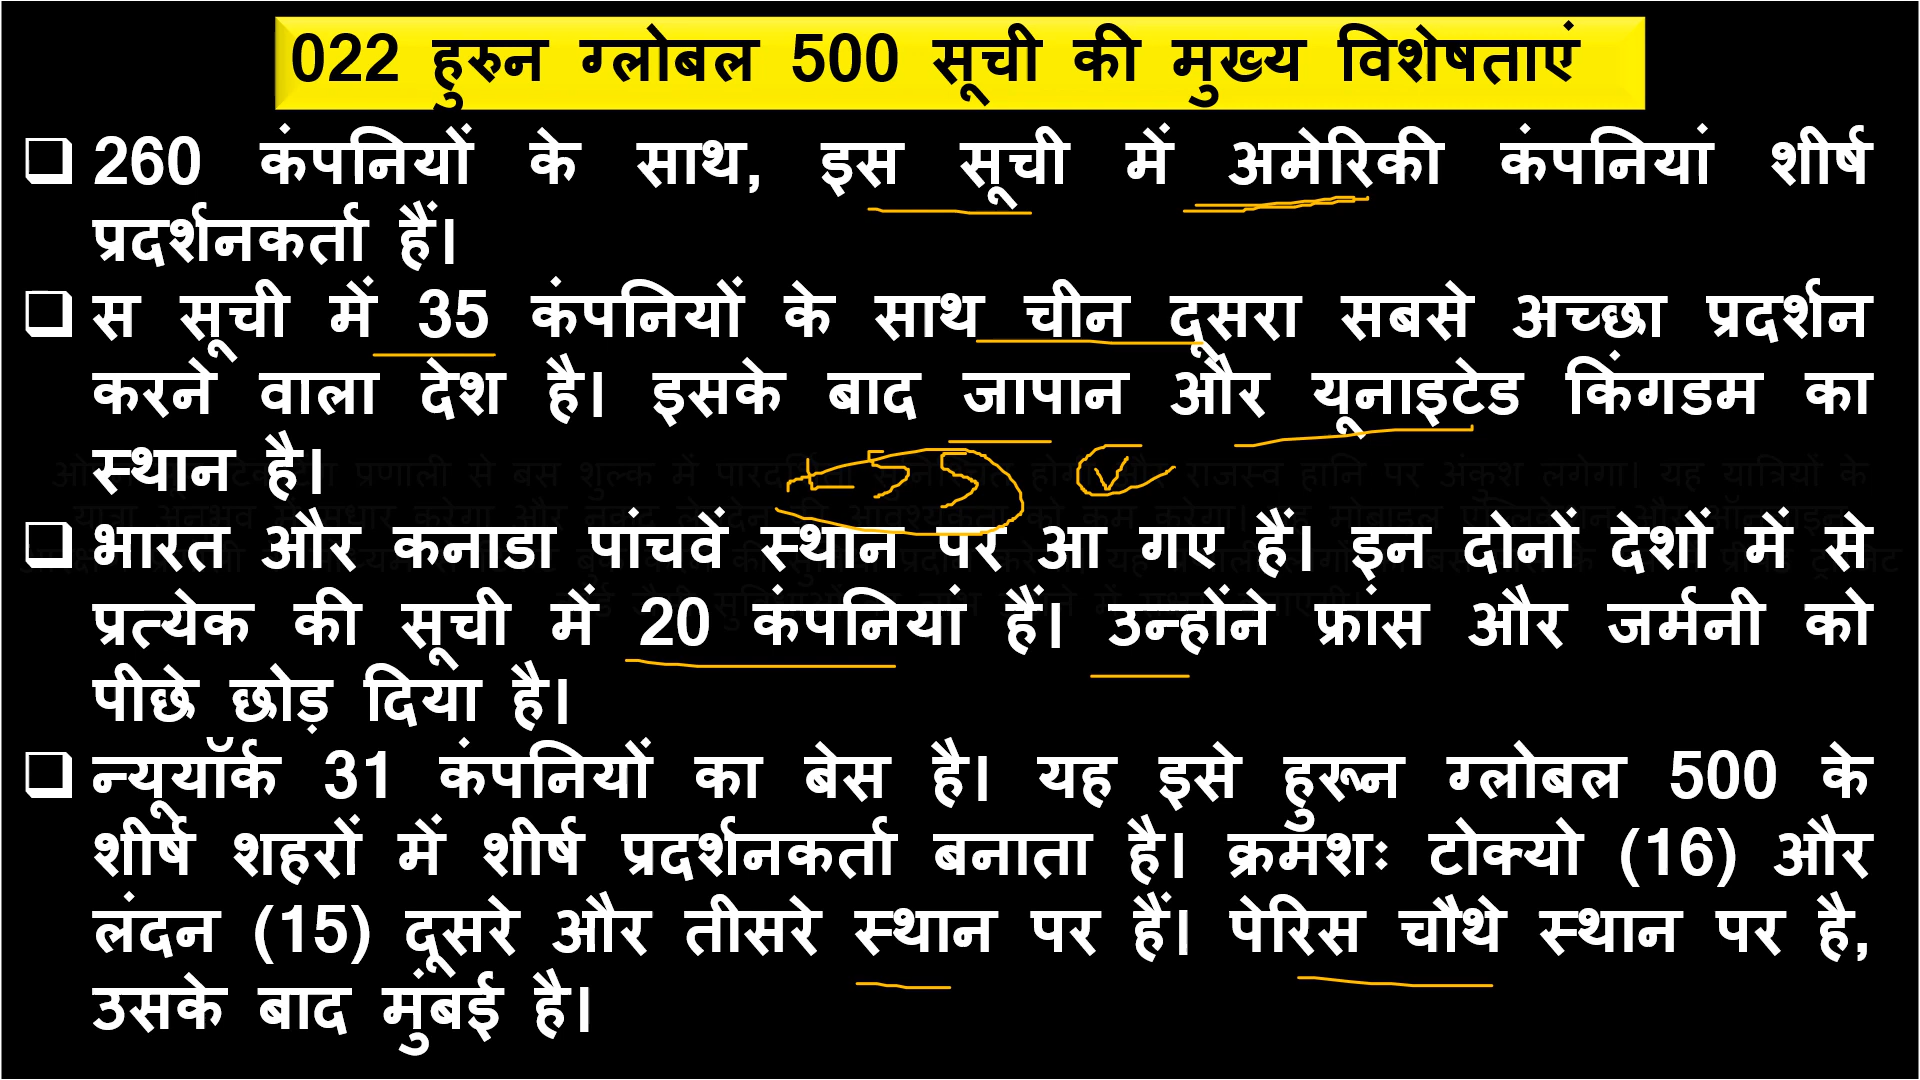 022 हुरुन ग्लोबल 500 सूची की मुख्य विशेषताएं
260 कंपनियों के साथ, इस सूची में अमेरिकी कंपनियां शीर्ष
प्रदर्शनकर्ता हैं।
स सूची में 35 कंपनियों के साथ चीन दूसरा सबसे अच्छा प्रदर्शन
करने वाला देश है। इसके बाद जापान और यूनाइटेड किंगडम का
स्थान है।
भारत और कनाडा पांचवें स्थान पर आ गए हैं। इन दोनों देशों में से
प्रत्येक की सूची में 20 कंपनियां हैं। उन्होंने फ्रांस और जर्मनी को
पीछे छोड़ दिया है।
न्यूयॉर्क 31 कंपनियों का बेस है। यह इसे हुरून ग्लोबल 500 के
शीर्ष शहरों में शीर्ष प्रदर्शनकर्ता बनाता है। क्रमशः टोक्यो (16) और
लंदन (15) दूसरे और तीसरे स्थान पर हैं। पेरिस चौथे स्थान पर है,
उसके बाद मुंबई है।